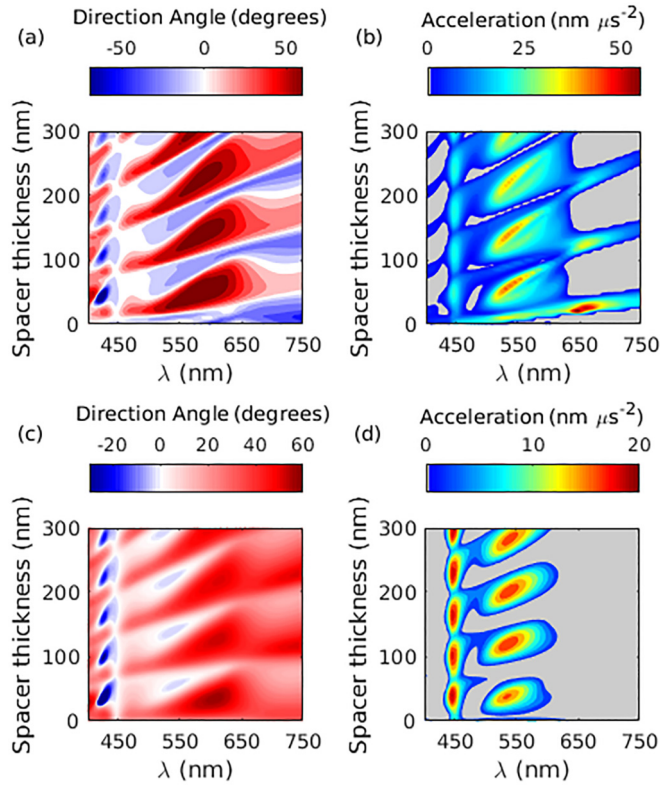 Direction Angle (degrees)
-50 0 50
(a)
Spacer thickness (nm)
300
200
100
0
450 550 650 750
λ (nm)
Acceleration (nm μs⁻²)
0 25 50
(b)
Spacer thickness (nm)
300
200
100
0
450 550 650 750
λ (nm)
Direction Angle (degrees)
-20 0 20 40 60
(c)
Spacer thickness (nm)
300
200
100
0
450 550 650 750
λ (nm)
Acceleration (nm μs⁻²)
0 10 20
(d)
Spacer thickness (nm)
300
200
100
0
450 550 650 750
λ (nm)